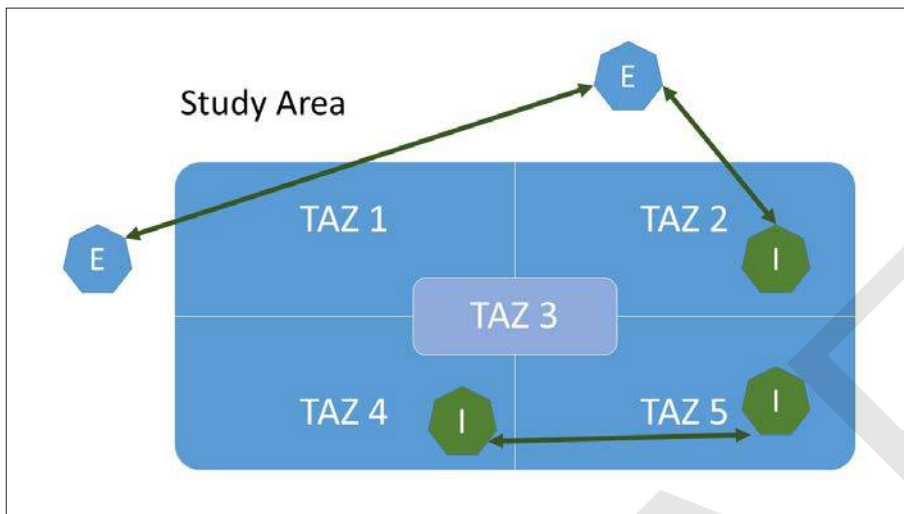 E
Study Area
TAZ 1
TAZ 2
E
I
TAZ 3
TAZ 4
I
TAZ 5
I